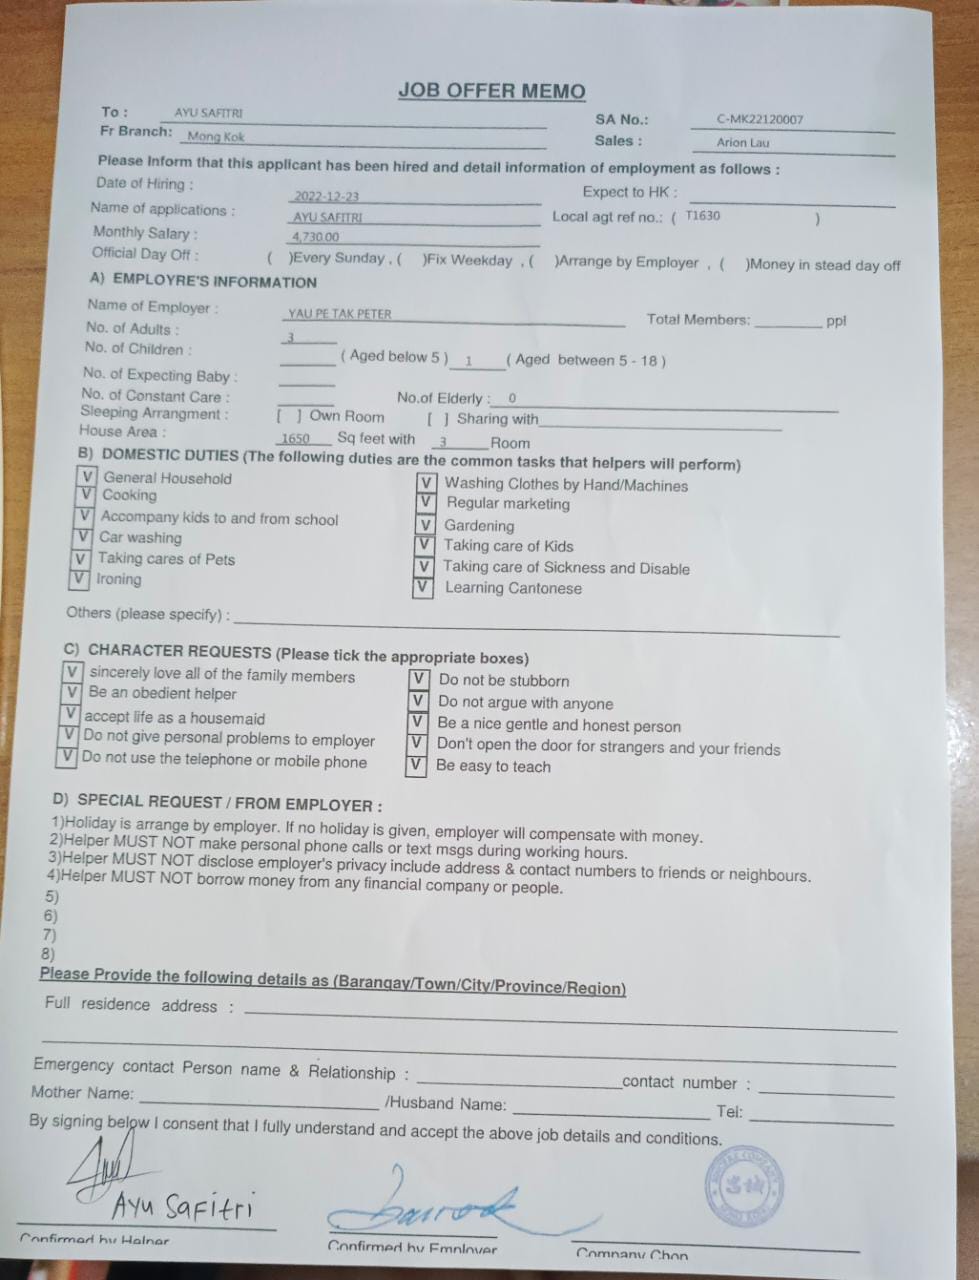 JOB OFFER MEMO
To : AYU SAFITRI SA No.: C-MK22120007
Fr Branch: Mong Kok Sales : Arion Lau
Please Inform that this applicant has been hired and detail information of employment as follows :
Date of Hiring : 2022-12-23 Expect to HK :
Name of applications : AYU SAFITRI Local agt ref no.: ( T1630 )
Monthly Salary : 4,730.00
Official Day Off : ( )Every Sunday , ( )Fix Weekday , ( )Arrange by Employer , ( )Money in stead day off
A) EMPLOYRE'S INFORMATION
Name of Employer : YAU PE TAK PETER Total Members: ppl
No. of Adults : 3
No. of Children : ( Aged below 5 ) 1 ( Aged between 5 - 18 )
No. of Expecting Baby :
No. of Constant Care : No.of Elderly : 0
Sleeping Arrangment : [ ] Own Room [ ] Sharing with
House Area : 1650 Sq feet with 3 Room
B) DOMESTIC DUTIES (The following duties are the common tasks that helpers will perform)
V General Household V Washing Clothes by Hand/Machines
V Cooking V Regular marketing
V Accompany kids to and from school V Gardening
V Car washing V Taking care of Kids
V Taking cares of Pets V Taking care of Sickness and Disable
V Ironing V Learning Cantonese
Others (please specify) :
C) CHARACTER REQUESTS (Please tick the appropriate boxes)
V sincerely love all of the family members V Do not be stubborn
V Be an obedient helper V Do not argue with anyone
V accept life as a housemaid V Be a nice gentle and honest person
V Do not give personal problems to employer V Don't open the door for strangers and your friends
V Do not use the telephone or mobile phone V Be easy to teach
D) SPECIAL REQUEST / FROM EMPLOYER :
1)Holiday is arrange by employer. If no holiday is given, employer will compensate with money.
2)Helper MUST NOT make personal phone calls or text msgs during working hours.
3)Helper MUST NOT disclose employer's privacy include address & contact numbers to friends or neighbours.
4)Helper MUST NOT borrow money from any financial company or people.
5)
6)
7)
8)
Please Provide the following details as (Barangay/Town/City/Province/Region)
Full residence address :
Emergency contact Person name & Relationship : contact number :
Mother Name: /Husband Name: Tel:
By signing below I consent that I fully understand and accept the above job details and conditions.
AYU SAFITRI
Confirmed by Helper Confirmed by Employer Company Chop